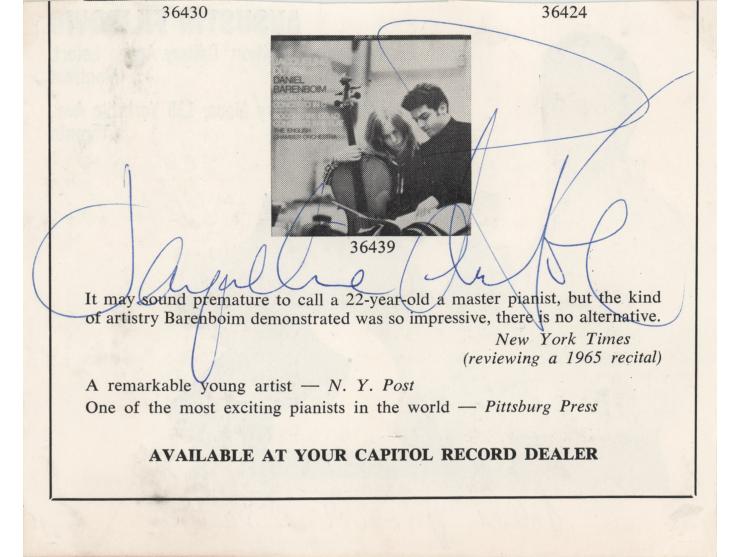 36430
36424
DANIEL
BARENBOIM
THE ENGLISH
CHAMBER ORCHESTRA
36439
Jacqueline du Pré
It may sound premature to call a 22-year-old a master pianist, but the kind
of artistry Barenboim demonstrated was so impressive, there is no alternative.
New York Times
(reviewing a 1965 recital)
A remarkable young artist — N. Y. Post
One of the most exciting pianists in the world — Pittsburg Press
AVAILABLE AT YOUR CAPITOL RECORD DEALER